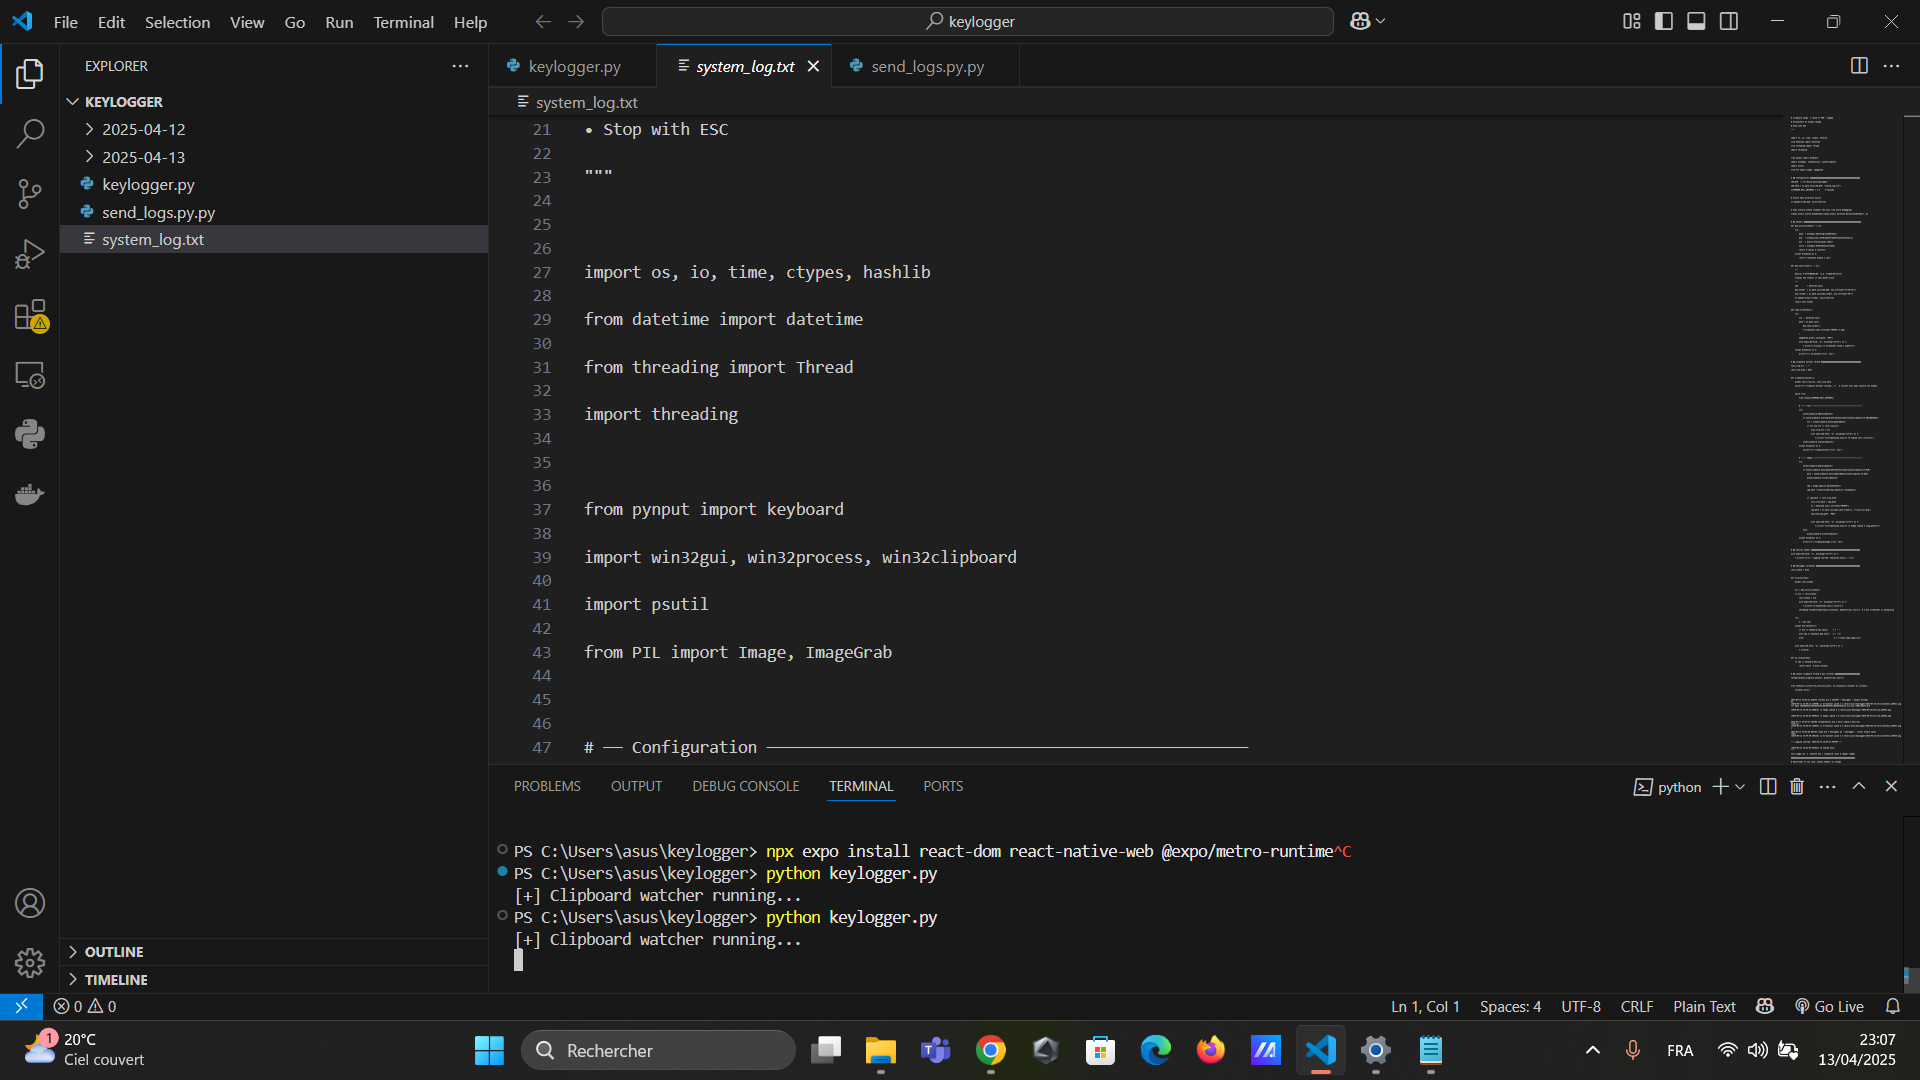 File Edit Selection View Go Run Terminal Help
keylogger
EXPLORER
KEYLOGGER
2025-04-12
2025-04-13
keylogger.py
send_logs.py.py
system_log.txt
OUTLINE
TIMELINE
keylogger.py system_log.txt send_logs.py.py
system_log.txt
21 • Stop with ESC
22
23 """
24
25
26
27 import os, io, time, ctypes, hashlib
28
29 from datetime import datetime
30
31 from threading import Thread
32
33 import threading
34
35
36
37 from pynput import keyboard
38
39 import win32gui, win32process, win32clipboard
40
41 import psutil
42
43 from PIL import Image, ImageGrab
44
45
46
47 # —— Configuration ——————————————————————————————————————————————————
PROBLEMS OUTPUT DEBUG CONSOLE TERMINAL PORTS
python
PS C:\Users\asus\keylogger> npx expo install react-dom react-native-web @expo/metro-runtime^C
PS C:\Users\asus\keylogger> python keylogger.py
[+] Clipboard watcher running...
PS C:\Users\asus\keylogger> python keylogger.py
[+] Clipboard watcher running...
0 0
Ln 1, Col 1 Spaces: 4 UTF-8 CRLF Plain Text Go Live
1
20°C
Ciel couvert
Rechercher
FRA
23:07
13/04/2025